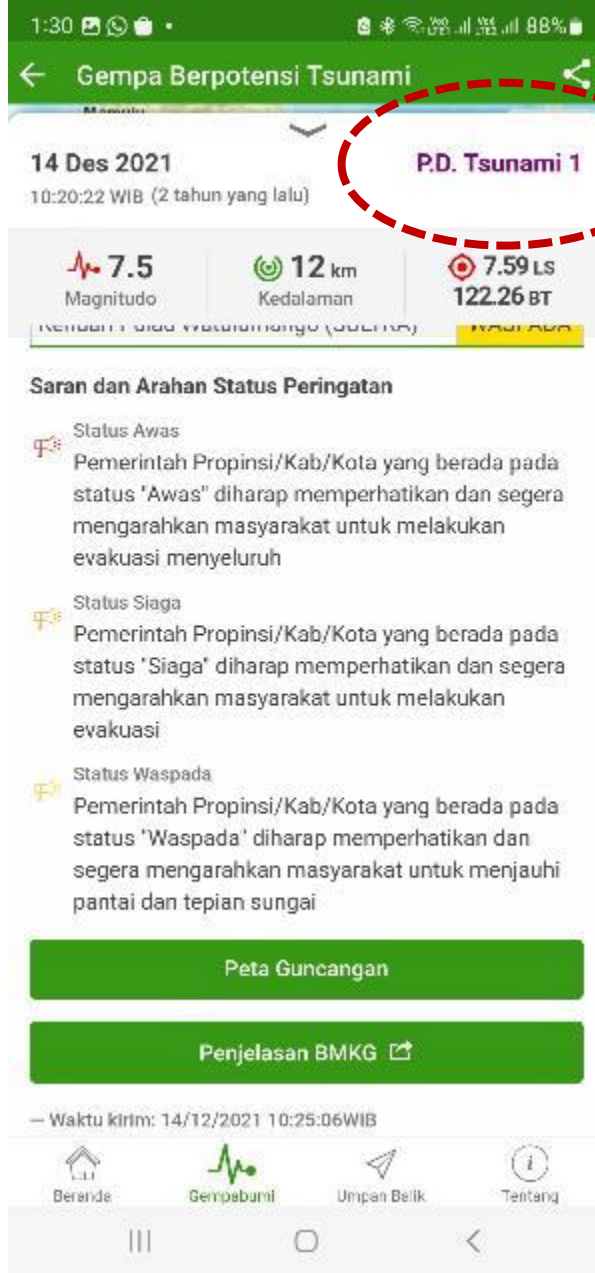 1:30
88%
Gempa Berpotensi Tsunami
14 Des 2021
P.D. Tsunami 1
10:20:22 WIB (2 tahun yang lalu)
7.5
12 km
7.59 LS
Magnitudo
Kedalaman
122.26 BT
WASPADA
Saran dan Arahan Status Peringatan
Status Awas
Pemerintah Propinsi/Kab/Kota yang berada pada
status "Awas" diharap memperhatikan dan segera
mengarahkan masyarakat untuk melakukan
evakuasi menyeluruh
Status Siaga
Pemerintah Propinsi/Kab/Kota yang berada pada
status "Siaga" diharap memperhatikan dan segera
mengarahkan masyarakat untuk melakukan
evakuasi
Status Waspada
Pemerintah Propinsi/Kab/Kota yang berada pada
status "Waspada" diharap memperhatikan dan
segera mengarahkan masyarakat untuk menjauhi
pantai dan tepian sungai
Peta Guncangan
Penjelasan BMKG
— Waktu kirim: 14/12/2021 10:25:06WIB
Beranda
Gempabumi
Umpan Balik
Tentang